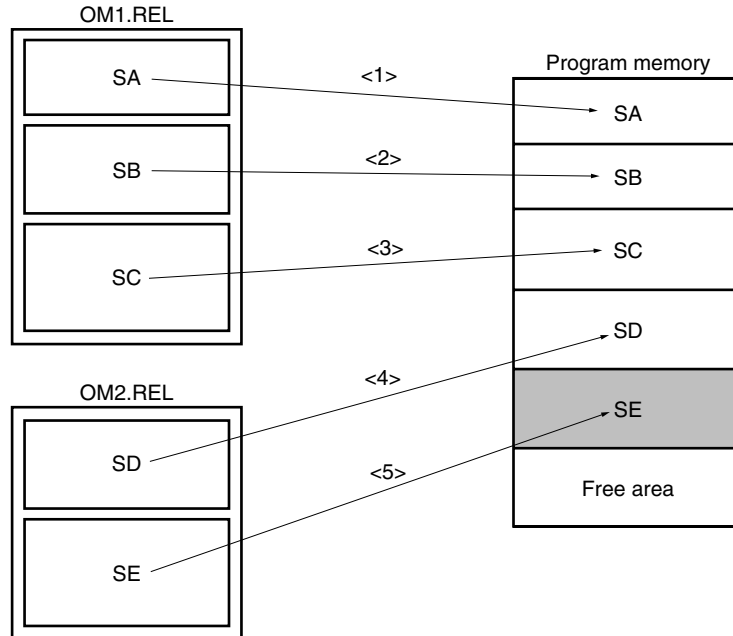 OM1.REL
SA
SB
SC
OM2.REL
SD
SE
<1>
<2>
<3>
<4>
<5>
Program memory
SA
SB
SC
SD
SE
Free area